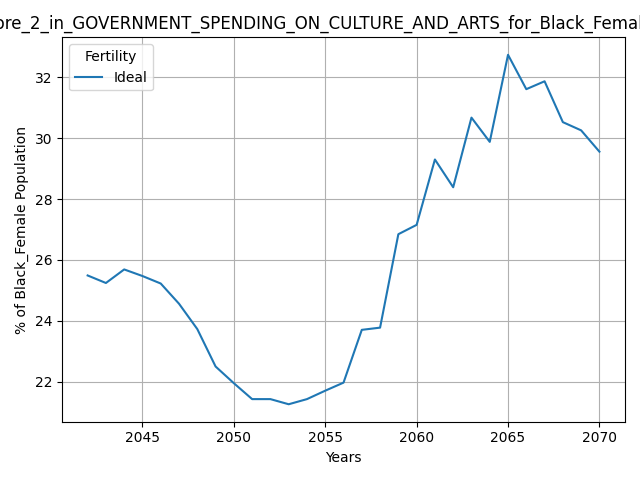 ore_2_in_GOVERNMENT_SPENDING_ON_CULTURE_AND_ARTS_for_Black_Femal
Fertility
Ideal
32
30
28
26
24
22
% of Black_Female Population
2045 2050 2055 2060 2065 2070
Years